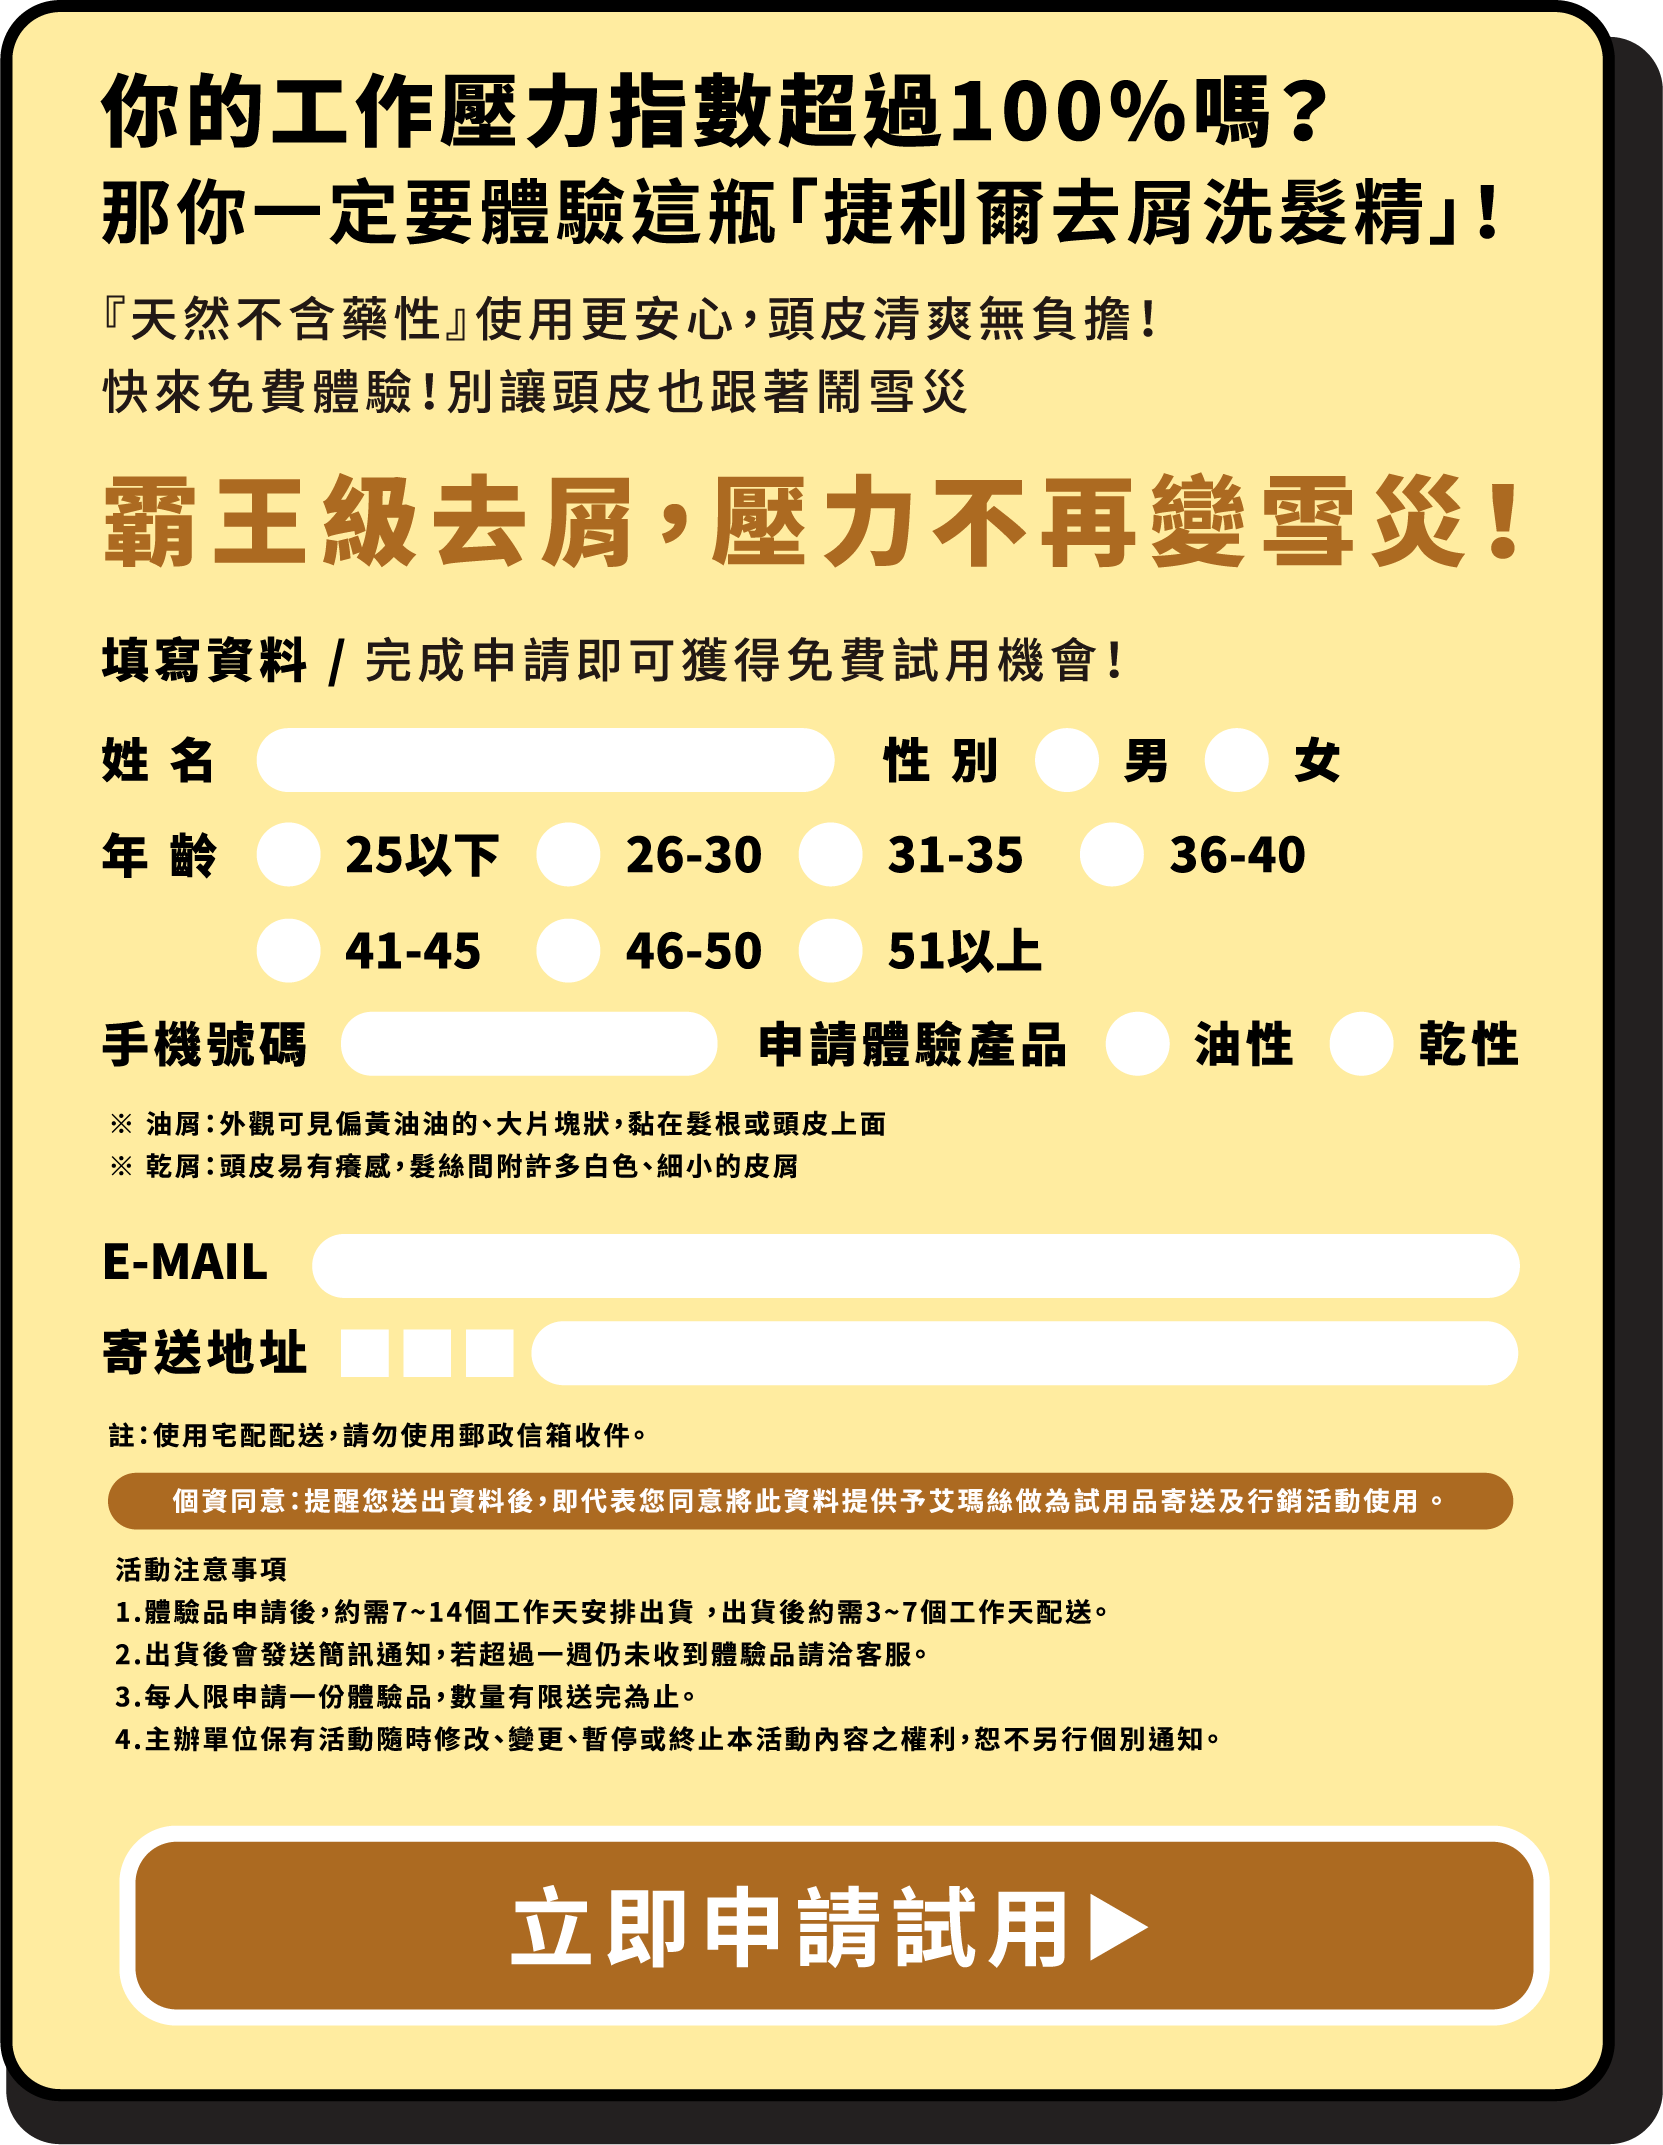 你的工作壓力指數超過100%嗎？
那你一定要體驗這瓶「捷利爾去屑洗髮精」！
『天然不含藥性』使用更安心，頭皮清爽無負擔！
快來免費體驗！別讓頭皮也跟著鬧雪災
霸王級去屑，壓力不再變雪災！
填寫資料 / 完成申請即可獲得免費試用機會！
姓 名 性 別 男 女
年 齡 25以下 26-30 31-35 36-40
41-45 46-50 51以上
手機號碼 申請體驗產品 油性 乾性
※ 油屑：外觀可見偏黃油油的、大片塊狀，黏在髮根或頭皮上面
※ 乾屑：頭皮易有癢感，髮絲間附許多白色、細小的皮屑
E-MAIL
寄送地址
註：使用宅配配送，請勿使用郵政信箱收件。
個資同意：提醒您送出資料後，即代表您同意將此資料提供予艾瑪絲做為試用品寄送及行銷活動使用 。
活動注意事項
1.體驗品申請後，約需7~14個工作天安排出貨 ，出貨後約需3~7個工作天配送。
2.出貨後會發送簡訊通知，若超過一週仍未收到體驗品請洽客服。
3.每人限申請一份體驗品，數量有限送完為止。
4.主辦單位保有活動隨時修改、變更、暫停或終止本活動內容之權利，恕不另行個別通知。
立即申請試用▶